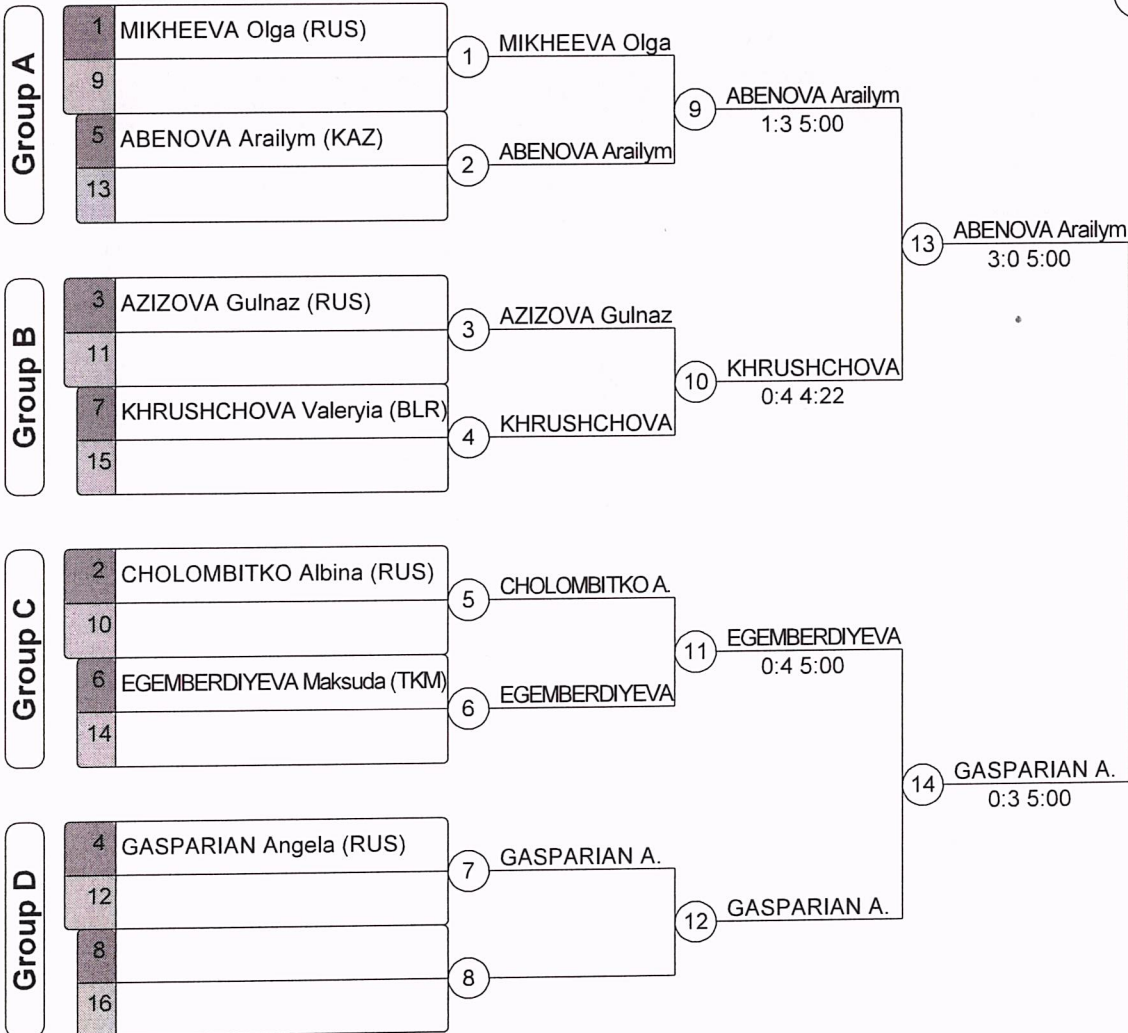 Group A
1 MIKHEEVA Olga (RUS)
9
5 ABENOVA Arailym (KAZ)
13
1 MIKHEEVA Olga
2 ABENOVA Arailym
9 ABENOVA Arailym
1:3 5:00
Group B
3 AZIZOVA Gulnaz (RUS)
11
7 KHRUSHCHOVA Valeryia (BLR)
15
3 AZIZOVA Gulnaz
4 KHRUSHCHOVA
10 KHRUSHCHOVA
0:4 4:22
13 ABENOVA Arailym
3:0 5:00
Group C
2 CHOLOMBITKO Albina (RUS)
10
6 EGEMBERDIYEVA Maksuda (TKM)
14
5 CHOLOMBITKO A.
6 EGEMBERDIYEVA
11 EGEMBERDIYEVA
0:4 5:00
Group D
4 GASPARIAN Angela (RUS)
12
8
16
7 GASPARIAN A.
8
12 GASPARIAN A.
14 GASPARIAN A.
0:3 5:00